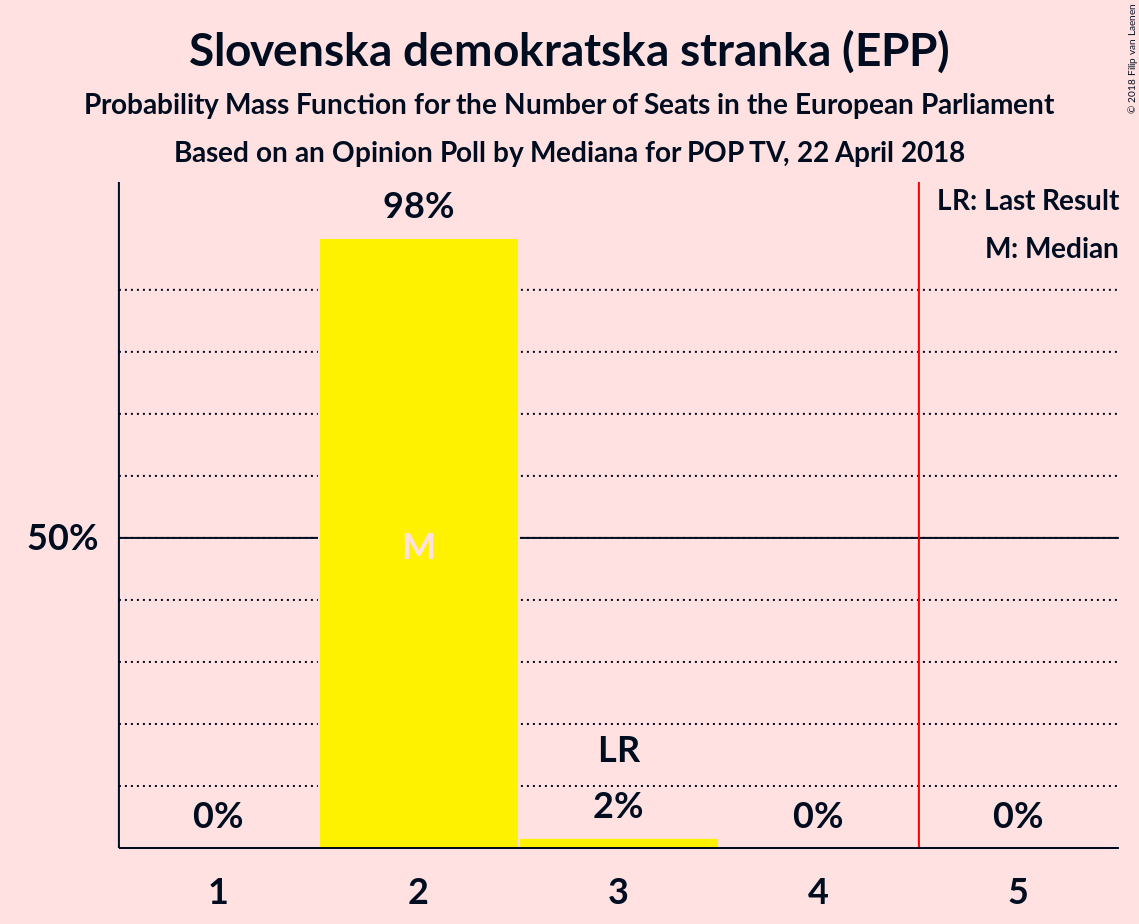 Slovenska demokratska stranka (EPP)
Probability Mass Function for the Number of Seats in the European Parliament
Based on an Opinion Poll by Mediana for POP TV, 22 April 2018
© 2018 Filip van Laenen
LR: Last Result
M: Median
98%
50%
M
LR
0%
2%
0%
0%
1
2
3
4
5